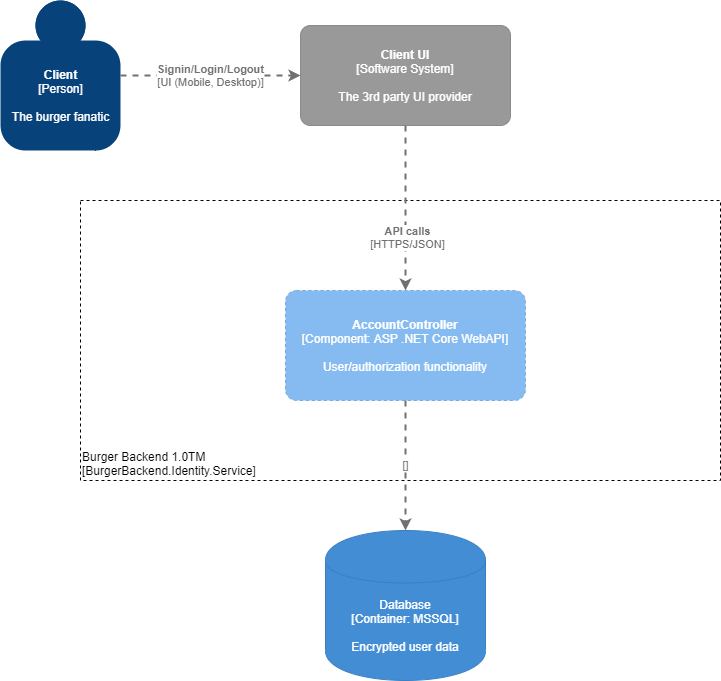 Client
[Person]
The burger fanatic
Signin/Login/Logout
[UI (Mobile, Desktop)]
Client UI
[Software System]
The 3rd party UI provider
API calls
[HTTPS/JSON]
AccountController
[Component: ASP .NET Core WebAPI]
User/authorization functionality
Burger Backend 1.0TM
[BurgerBackend.Identity.Service]
[]
Database
[Container: MSSQL]
Encrypted user data